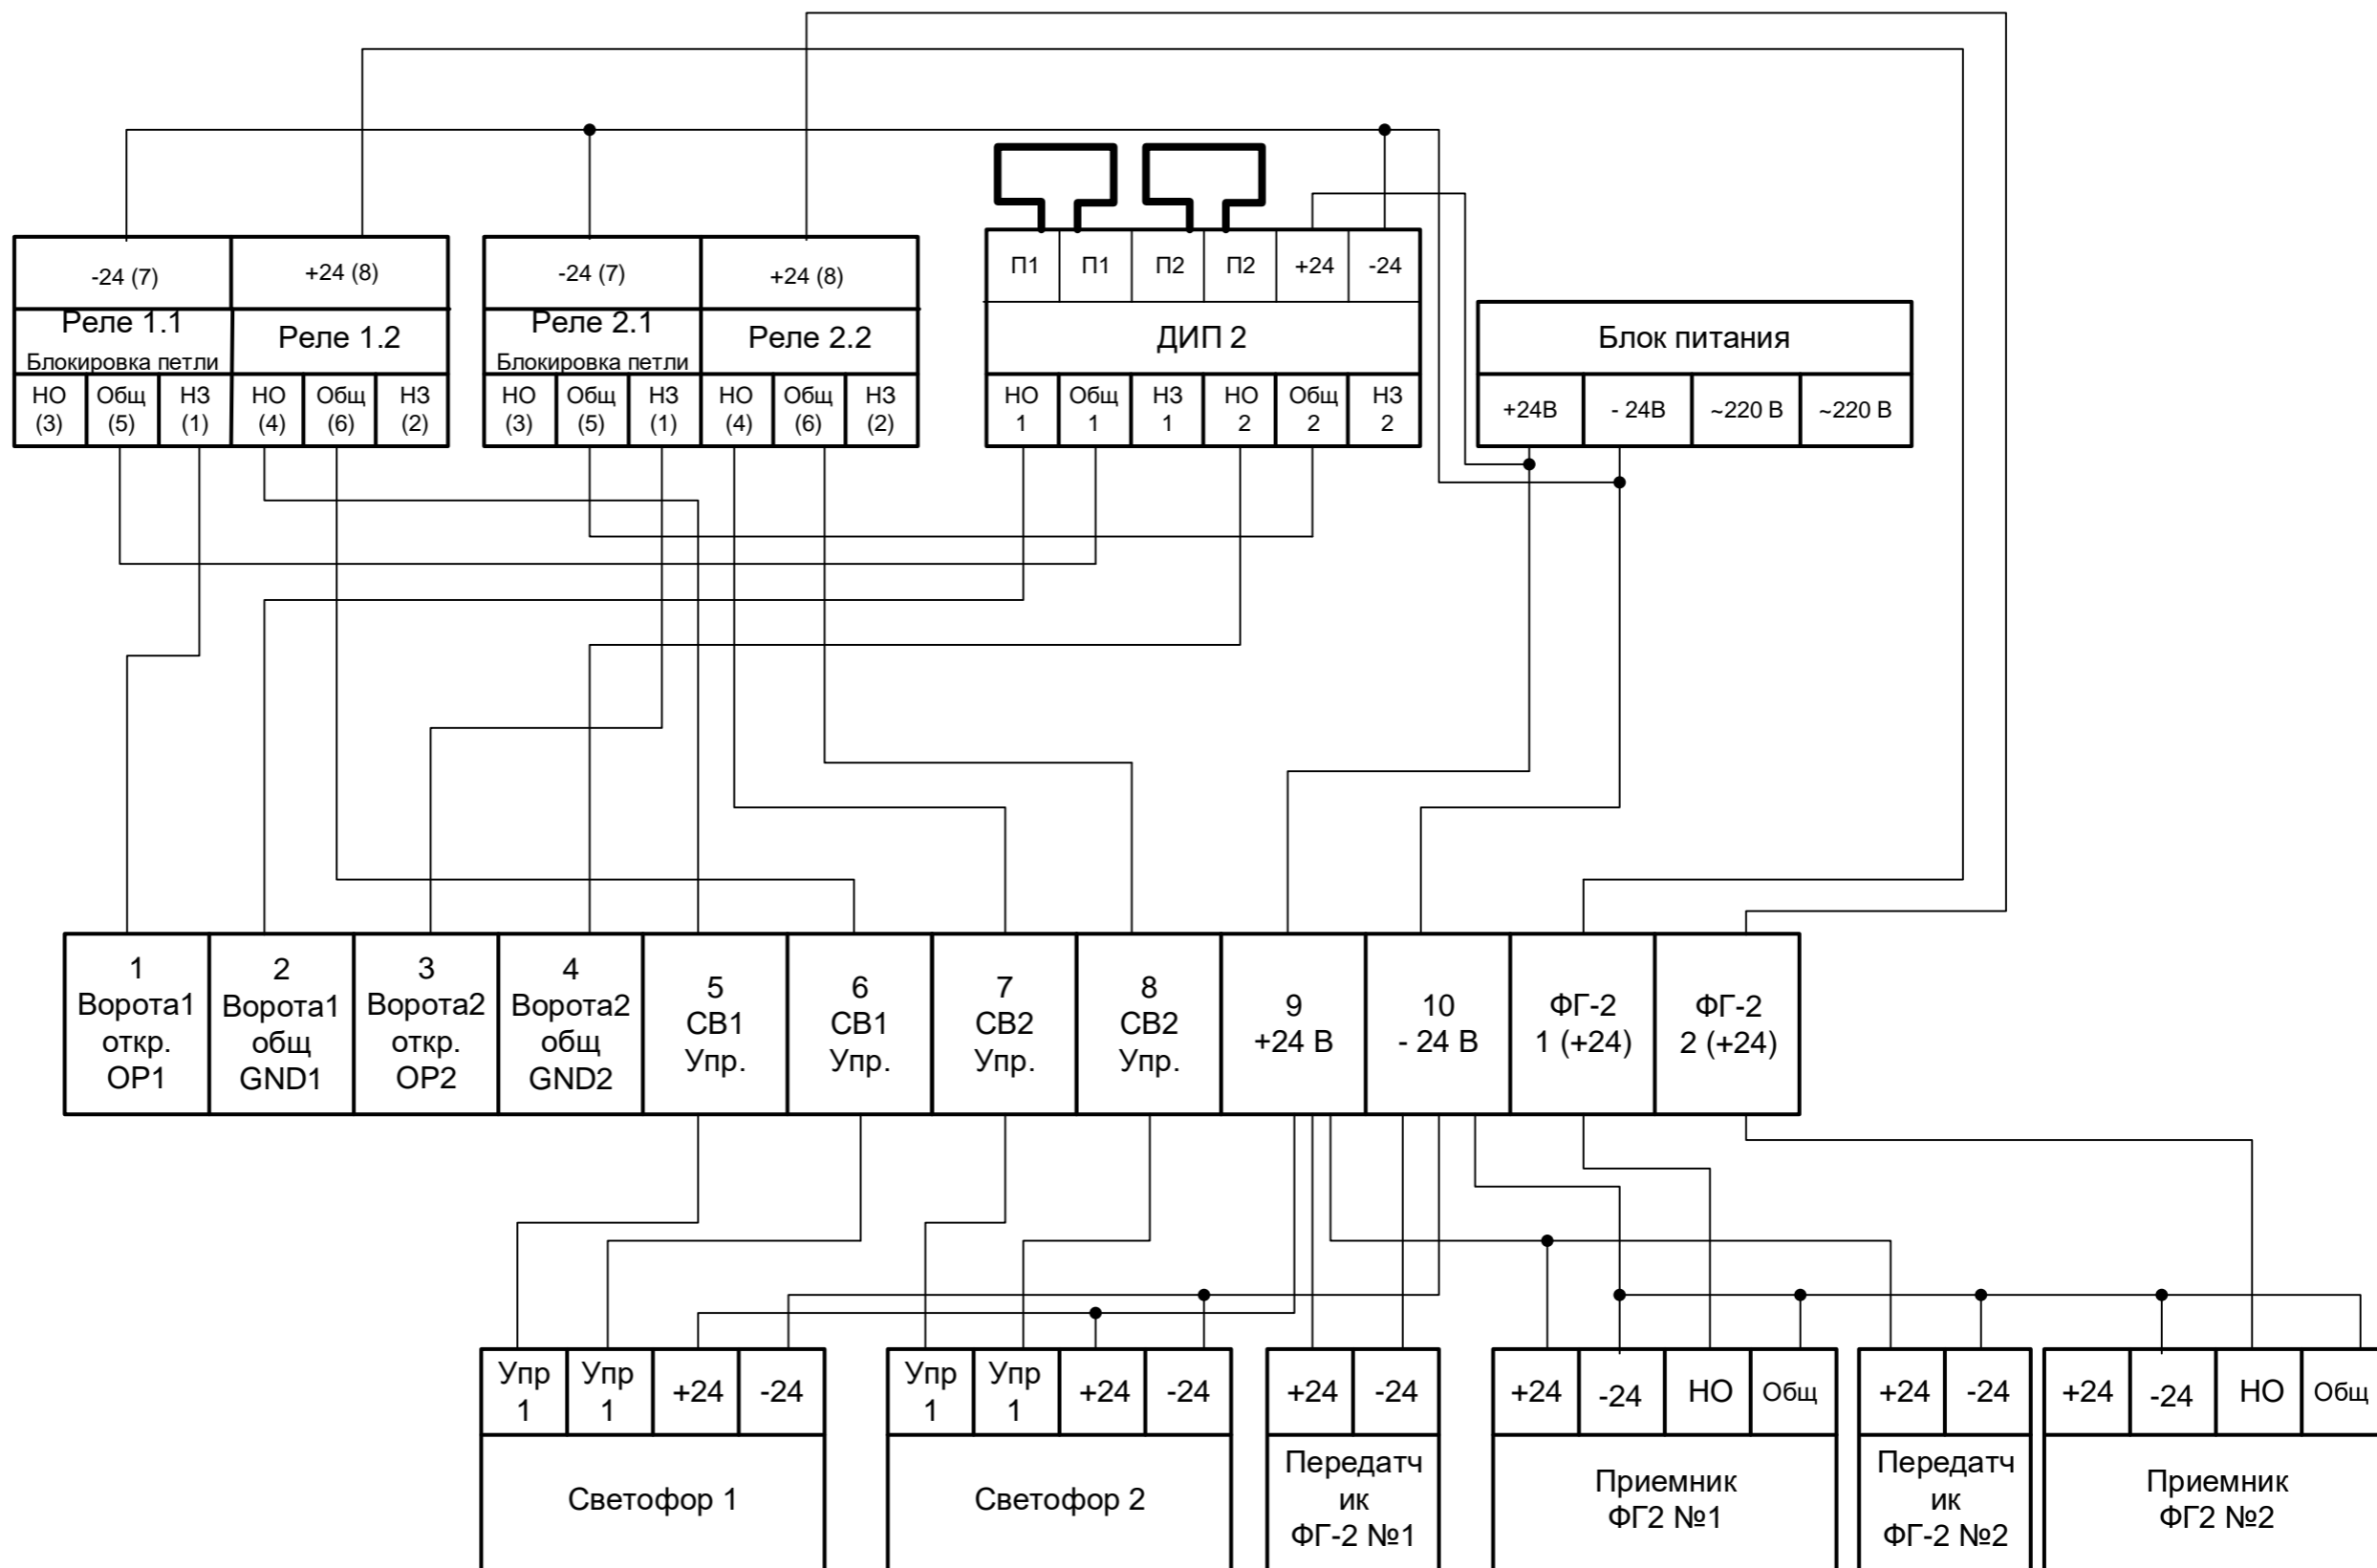 -24 (7)
+24 (8)
Реле 1.1
Блокировка петли
Реле 1.2
НО
(3)
Общ
(5)
НЗ
(1)
НО
(4)
Общ
(6)
НЗ
(2)
-24 (7)
+24 (8)
Реле 2.1
Блокировка петли
Реле 2.2
НО
(3)
Общ
(5)
НЗ
(1)
НО
(4)
Общ
(6)
НЗ
(2)
П1
П1
П2
П2
+24
-24
ДИП 2
НО
1
Общ
1
НЗ
1
НО
2
Общ
2
НЗ
2
Блок питания
+24В
- 24В
~220 В
~220 В
1
Ворота1
откр.
ОР1
2
Ворота1
общ
GND1
3
Ворота2
откр.
ОР2
4
Ворота2
общ
GND2
5
СВ1
Упр.
6
СВ1
Упр.
7
СВ2
Упр.
8
СВ2
Упр.
9
+24 В
10
- 24 В
ФГ-2
1 (+24)
ФГ-2
2 (+24)
Упр
1
Упр
1
+24
-24
Светофор 1
Упр
1
Упр
1
+24
-24
Светофор 2
+24
-24
Передатч
ик
ФГ-2 №1
+24
-24
НО
Общ
Приемник
ФГ2 №1
+24
-24
Передатч
ик
ФГ-2 №2
+24
-24
НО
Общ
Приемник
ФГ2 №2